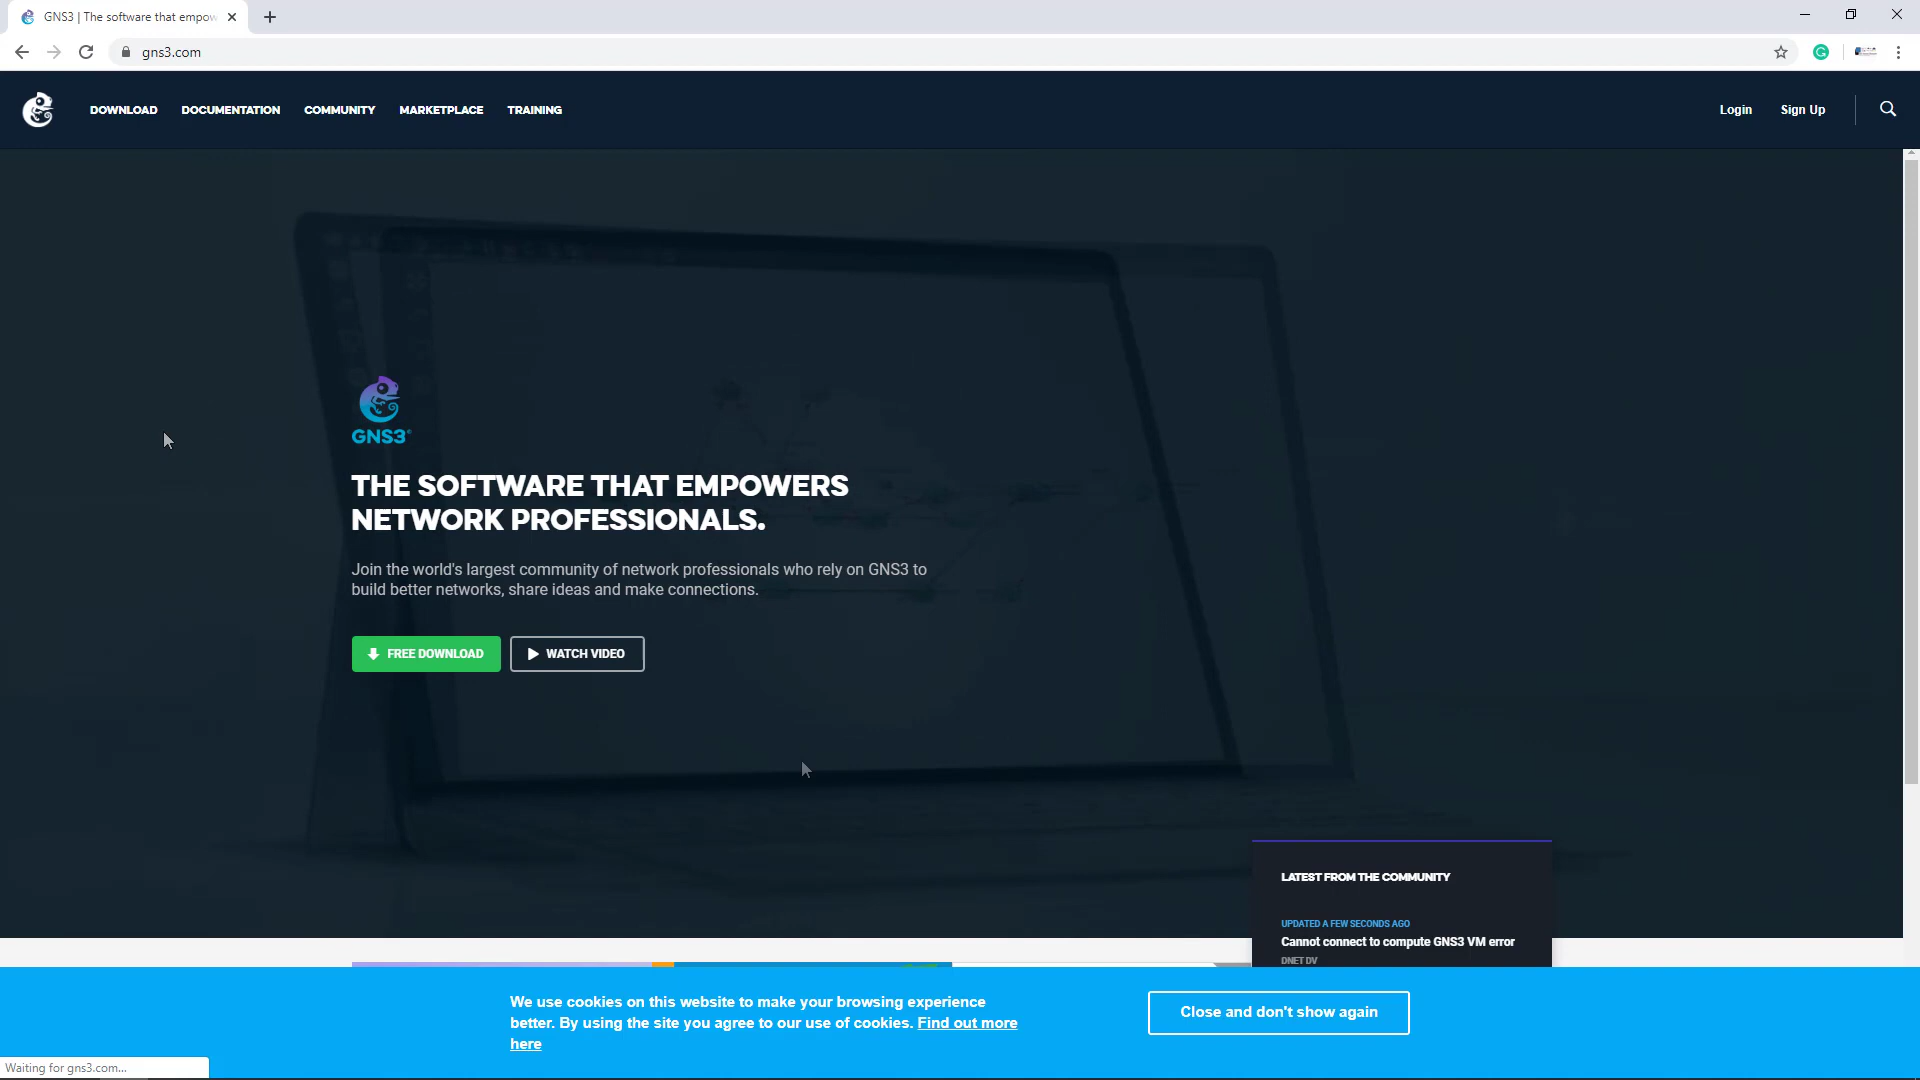 GNS3 | The software that empow
gns3.com
DOWNLOAD
DOCUMENTATION
COMMUNITY
MARKETPLACE
TRAINING
Login
Sign Up
GNS3®
THE SOFTWARE THAT EMPOWERS
NETWORK PROFESSIONALS.
Join the world's largest community of network professionals who rely on GNS3 to
build better networks, share ideas and make connections.
FREE DOWNLOAD
WATCH VIDEO
LATEST FROM THE COMMUNITY
UPDATED A FEW SECONDS AGO
Cannot connect to compute GNS3 VM error
DNET DV
We use cookies on this website to make your browsing experience
better. By using the site you agree to our use of cookies. Find out more
here
Close and don't show again
Waiting for gns3.com...